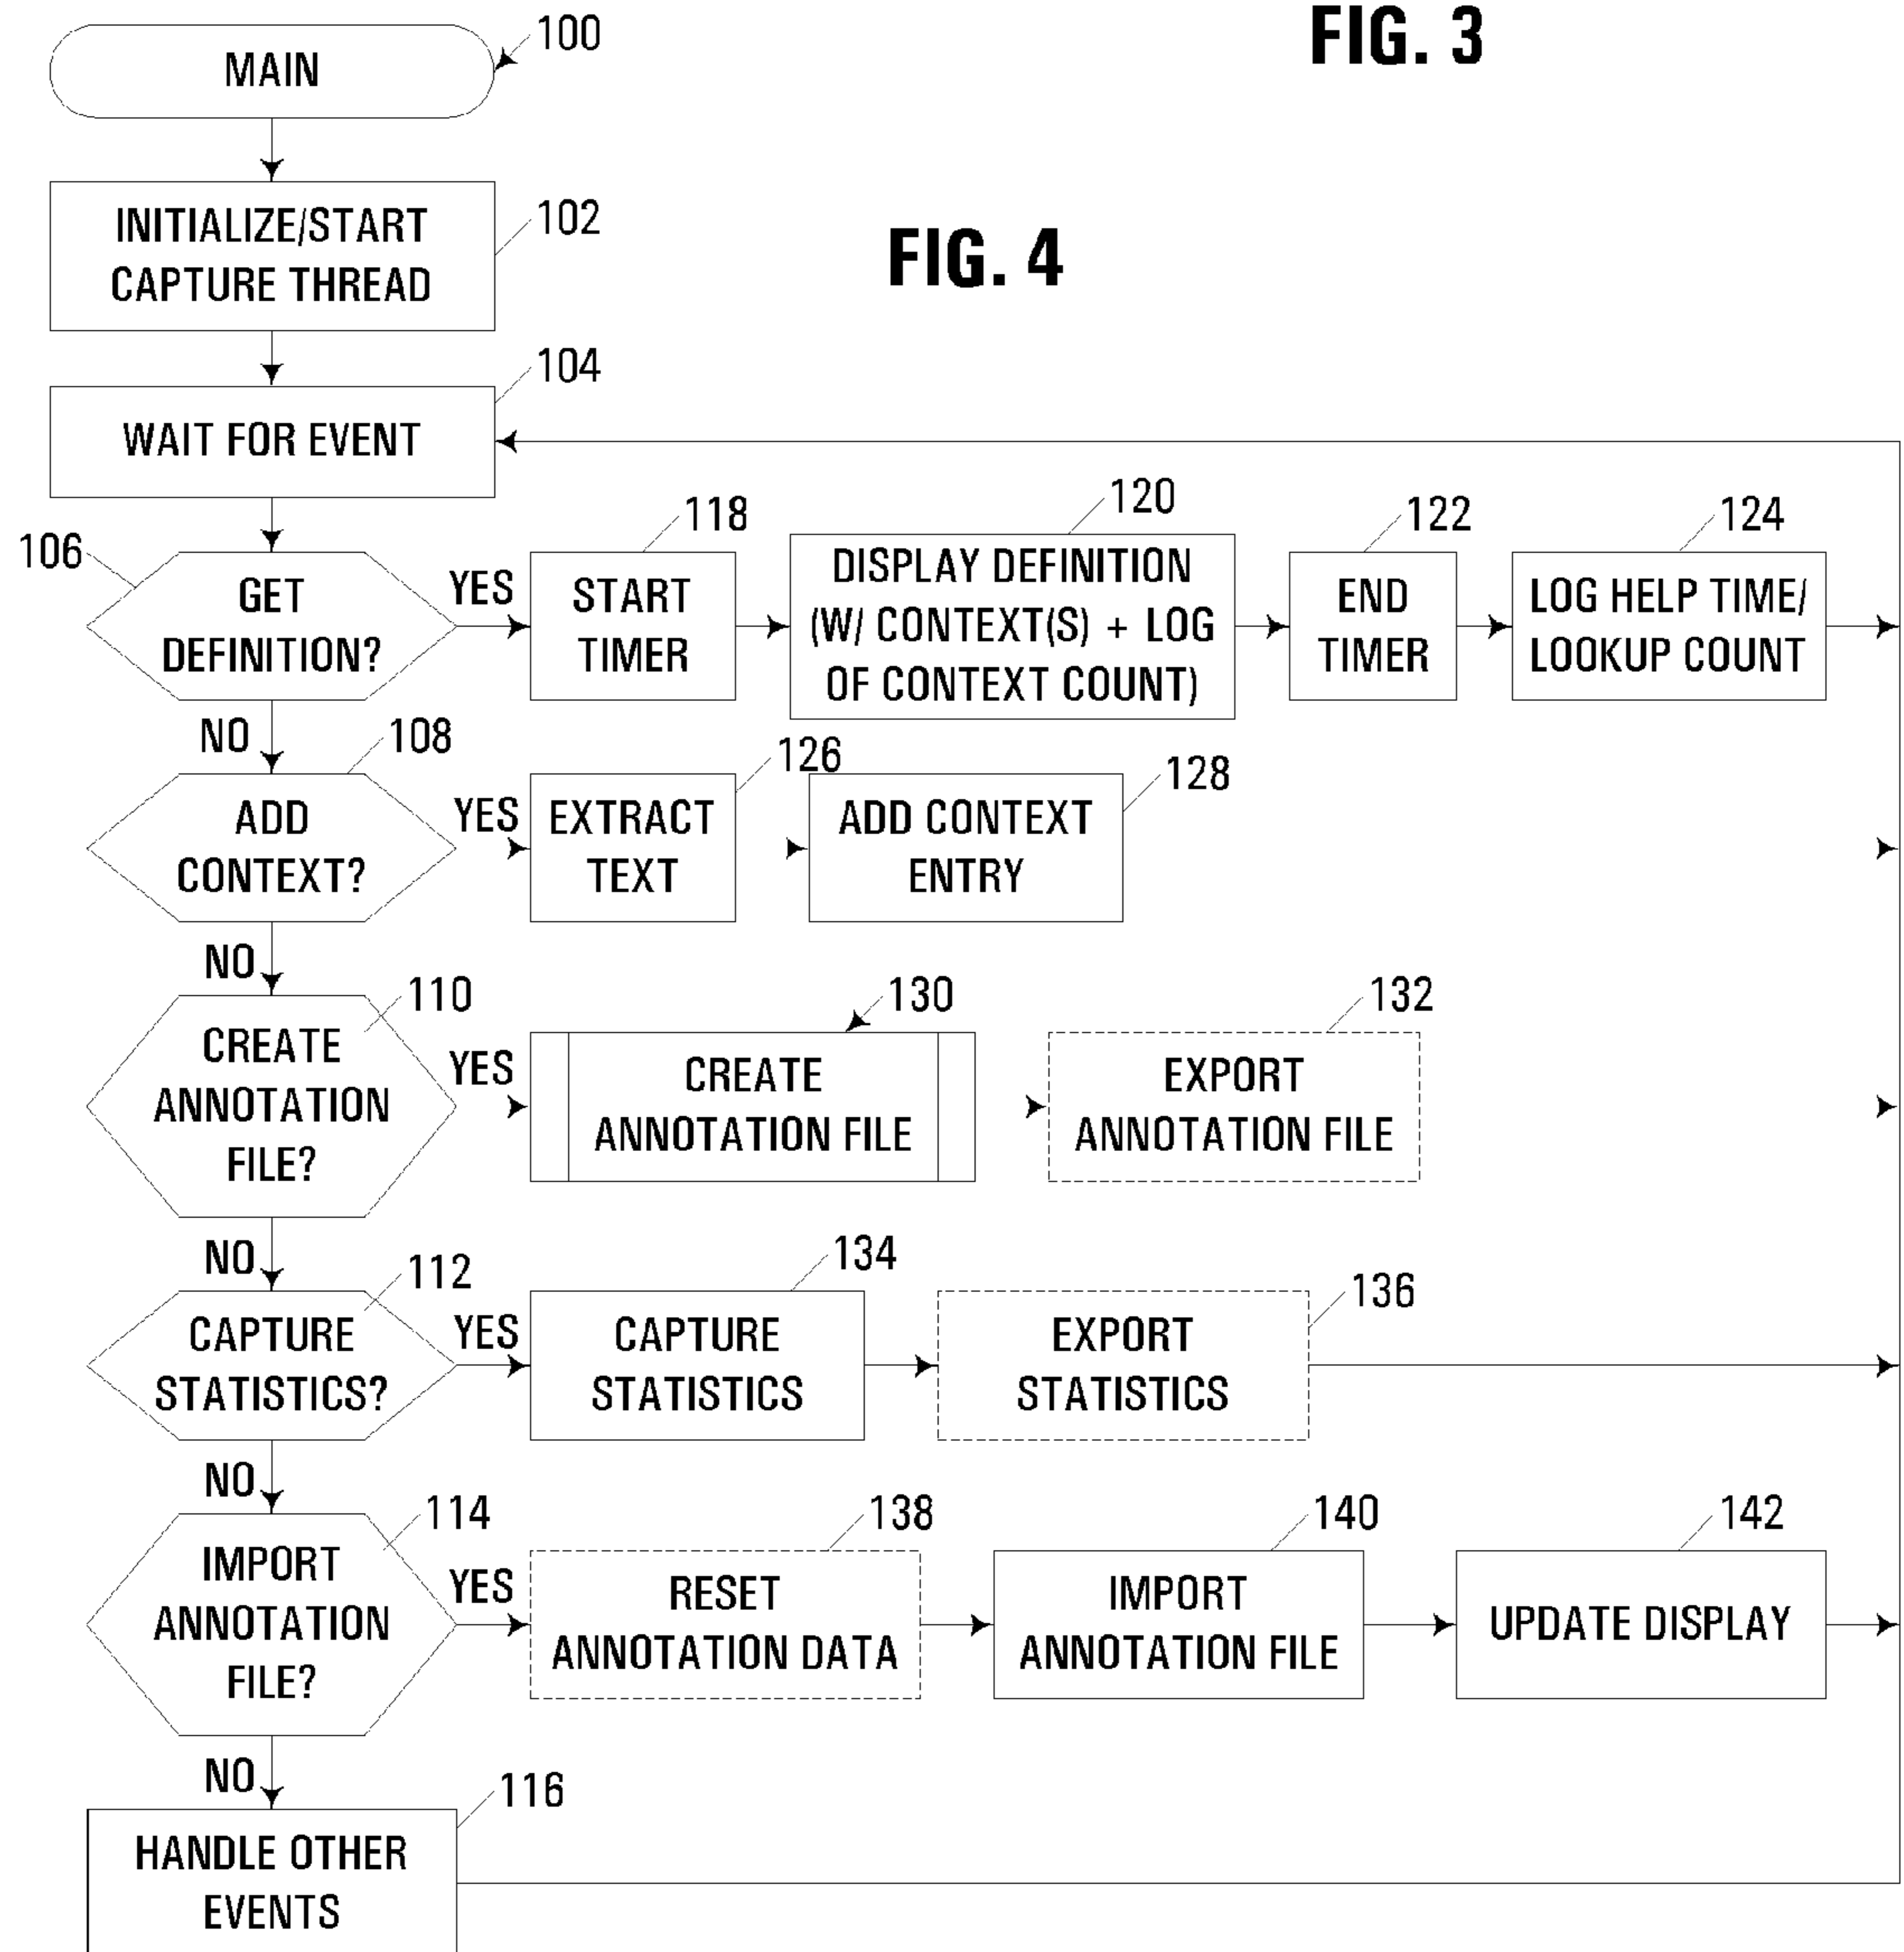 FIG. 3
100
MAIN
102
INITIALIZE/START
CAPTURE THREAD
FIG. 4
104
WAIT FOR EVENT
106
GET
DEFINITION?
YES
118
START
TIMER
120
DISPLAY DEFINITION
(W/ CONTEXT(S) + LOG
OF CONTEXT COUNT)
122
END
TIMER
124
LOG HELP TIME/
LOOKUP COUNT
NO
108
ADD
CONTEXT?
YES
126
EXTRACT
TEXT
128
ADD CONTEXT
ENTRY
NO
110
CREATE
ANNOTATION
FILE?
YES
130
CREATE
ANNOTATION FILE
132
EXPORT
ANNOTATION FILE
NO
112
CAPTURE
STATISTICS?
YES
134
CAPTURE
STATISTICS
136
EXPORT
STATISTICS
NO
114
IMPORT
ANNOTATION
FILE?
YES
138
RESET
ANNOTATION DATA
140
IMPORT
ANNOTATION FILE
142
UPDATE DISPLAY
NO
116
HANDLE OTHER
EVENTS